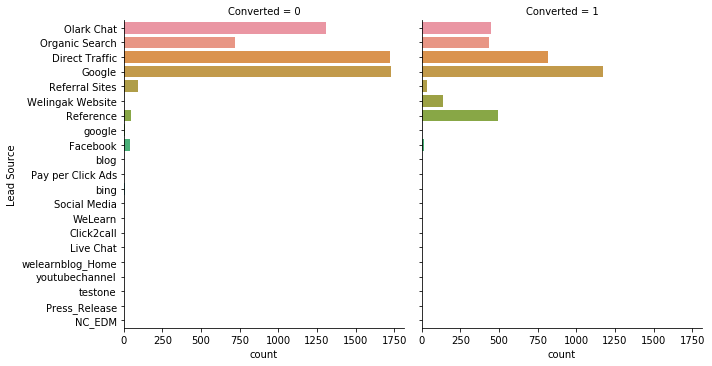 Converted = 0
Converted = 1
Lead Source
Olark Chat
Organic Search
Direct Traffic
Google
Referral Sites
Welingak Website
Reference
google
Facebook
blog
Pay per Click Ads
bing
Social Media
WeLearn
Click2call
Live Chat
welearnblog_Home
youtubechannel
testone
Press_Release
NC_EDM
0 250 500 750 1000 1250 1500 1750
0 250 500 750 1000 1250 1500 1750
count
count